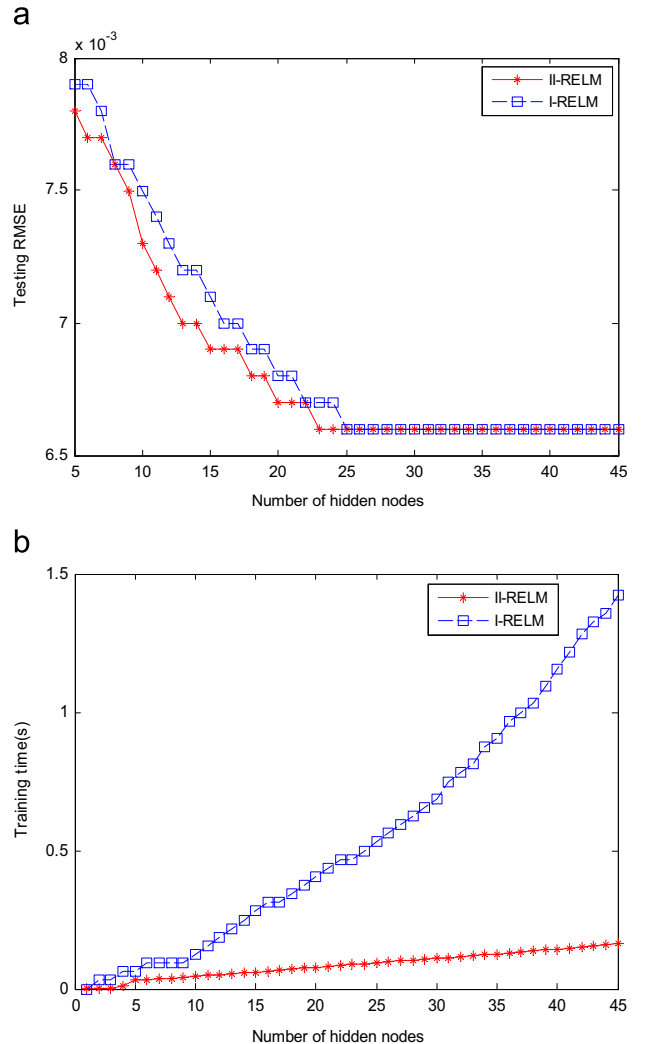 a
x 10⁻³
8
7.5
7
6.5
Testing RMSE
II-RELM
I-RELM
5 10 15 20 25 30 35 40 45
Number of hidden nodes
b
1.5
1
0.5
0
Training time(s)
II-RELM
I-RELM
0 5 10 15 20 25 30 35 40 45
Number of hidden nodes